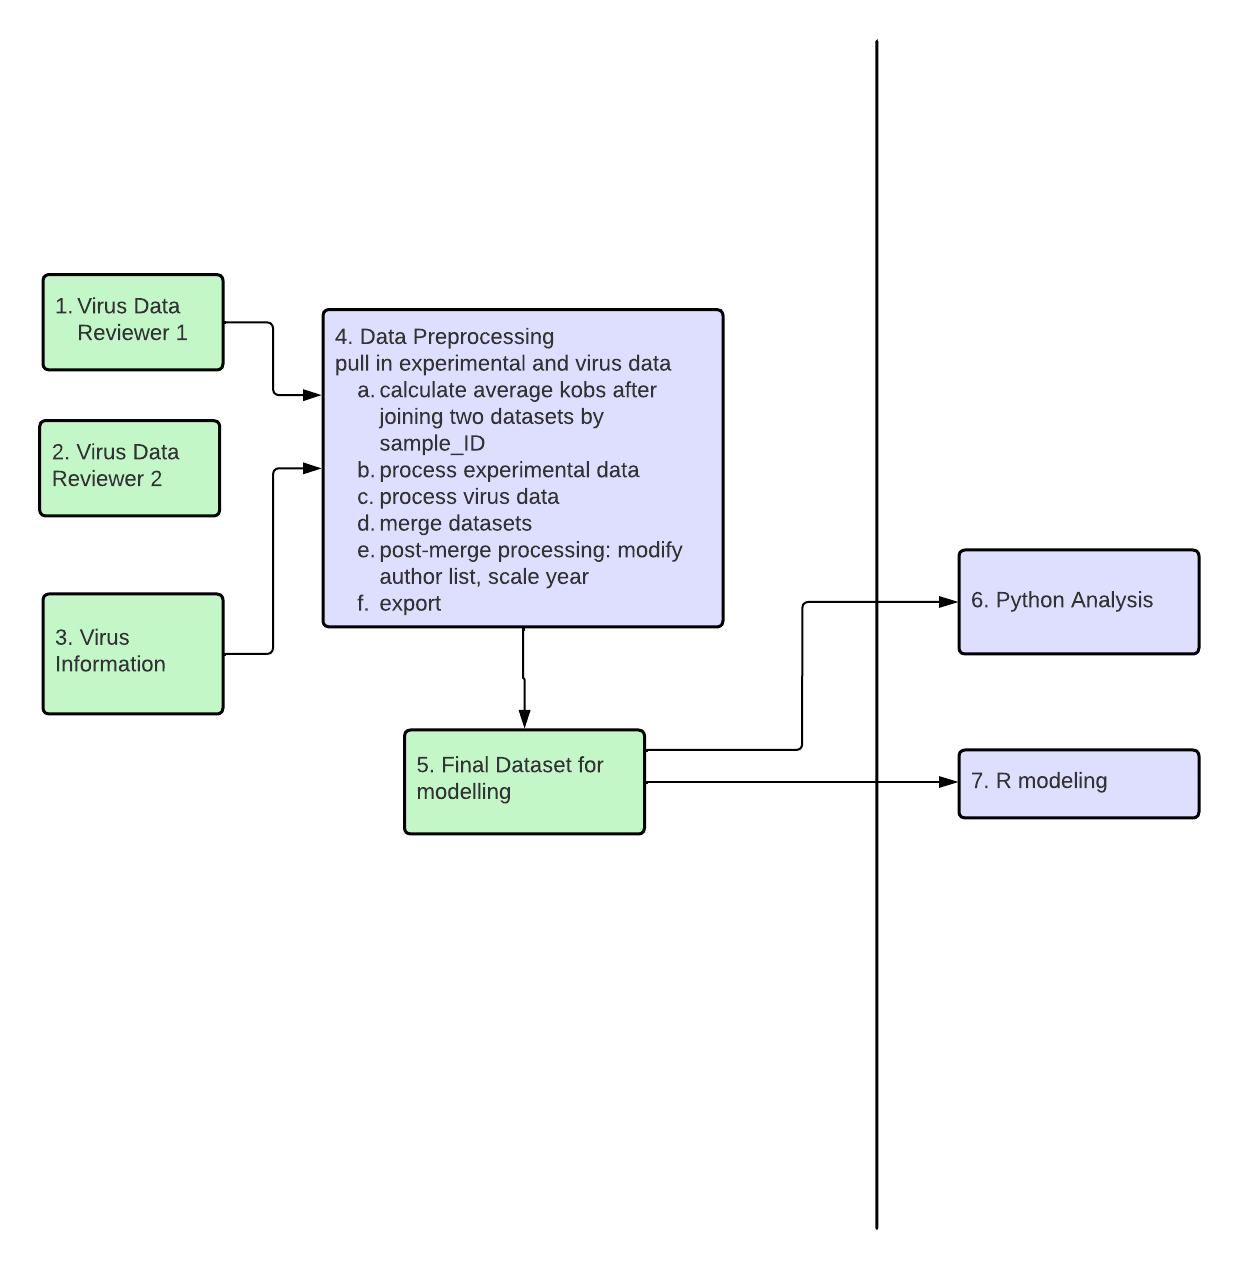 1. Virus Data
Reviewer 1
2. Virus Data
Reviewer 2
3. Virus
Information
4. Data Preprocessing
pull in experimental and virus data
a. calculate average kobs after
joining two datasets by
sample_ID
b. process experimental data
c. process virus data
d. merge datasets
e. post-merge processing: modify
author list, scale year
f. export
5. Final Dataset for
modelling
6. Python Analysis
7. R modeling